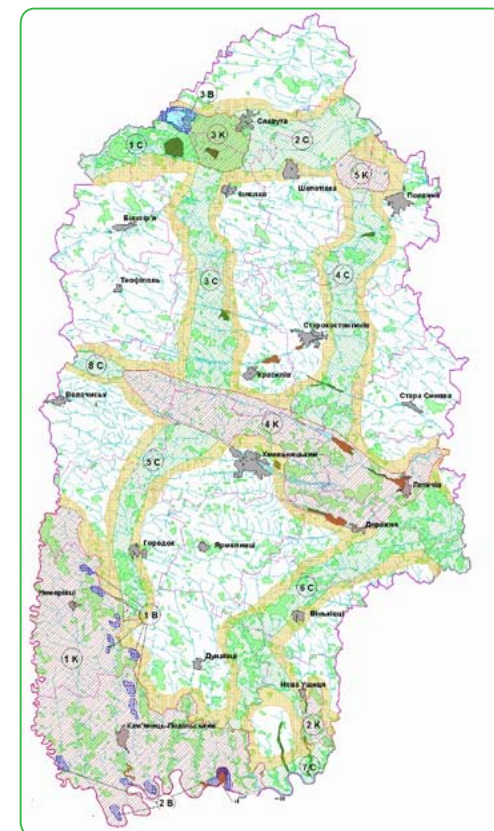 3 В
Славута
3 К
1 С
2 С
Шепетівка
5 К
Полонне
Ізяслав
Білогір'я
Теофіполь
3 С
4 С
Старокостянтинів
8 С
Красилів
Волочиськ
Стара Синява
4 К
5 С
Хмельницький
Летичів
Деражня
Городок
Ярмолинці
6 С
Чемерівці
1 В
Віньківці
1 К
Дунаївці
Нова Ушиця
2 К
Кам'янець-Подільський
7 С
2 В